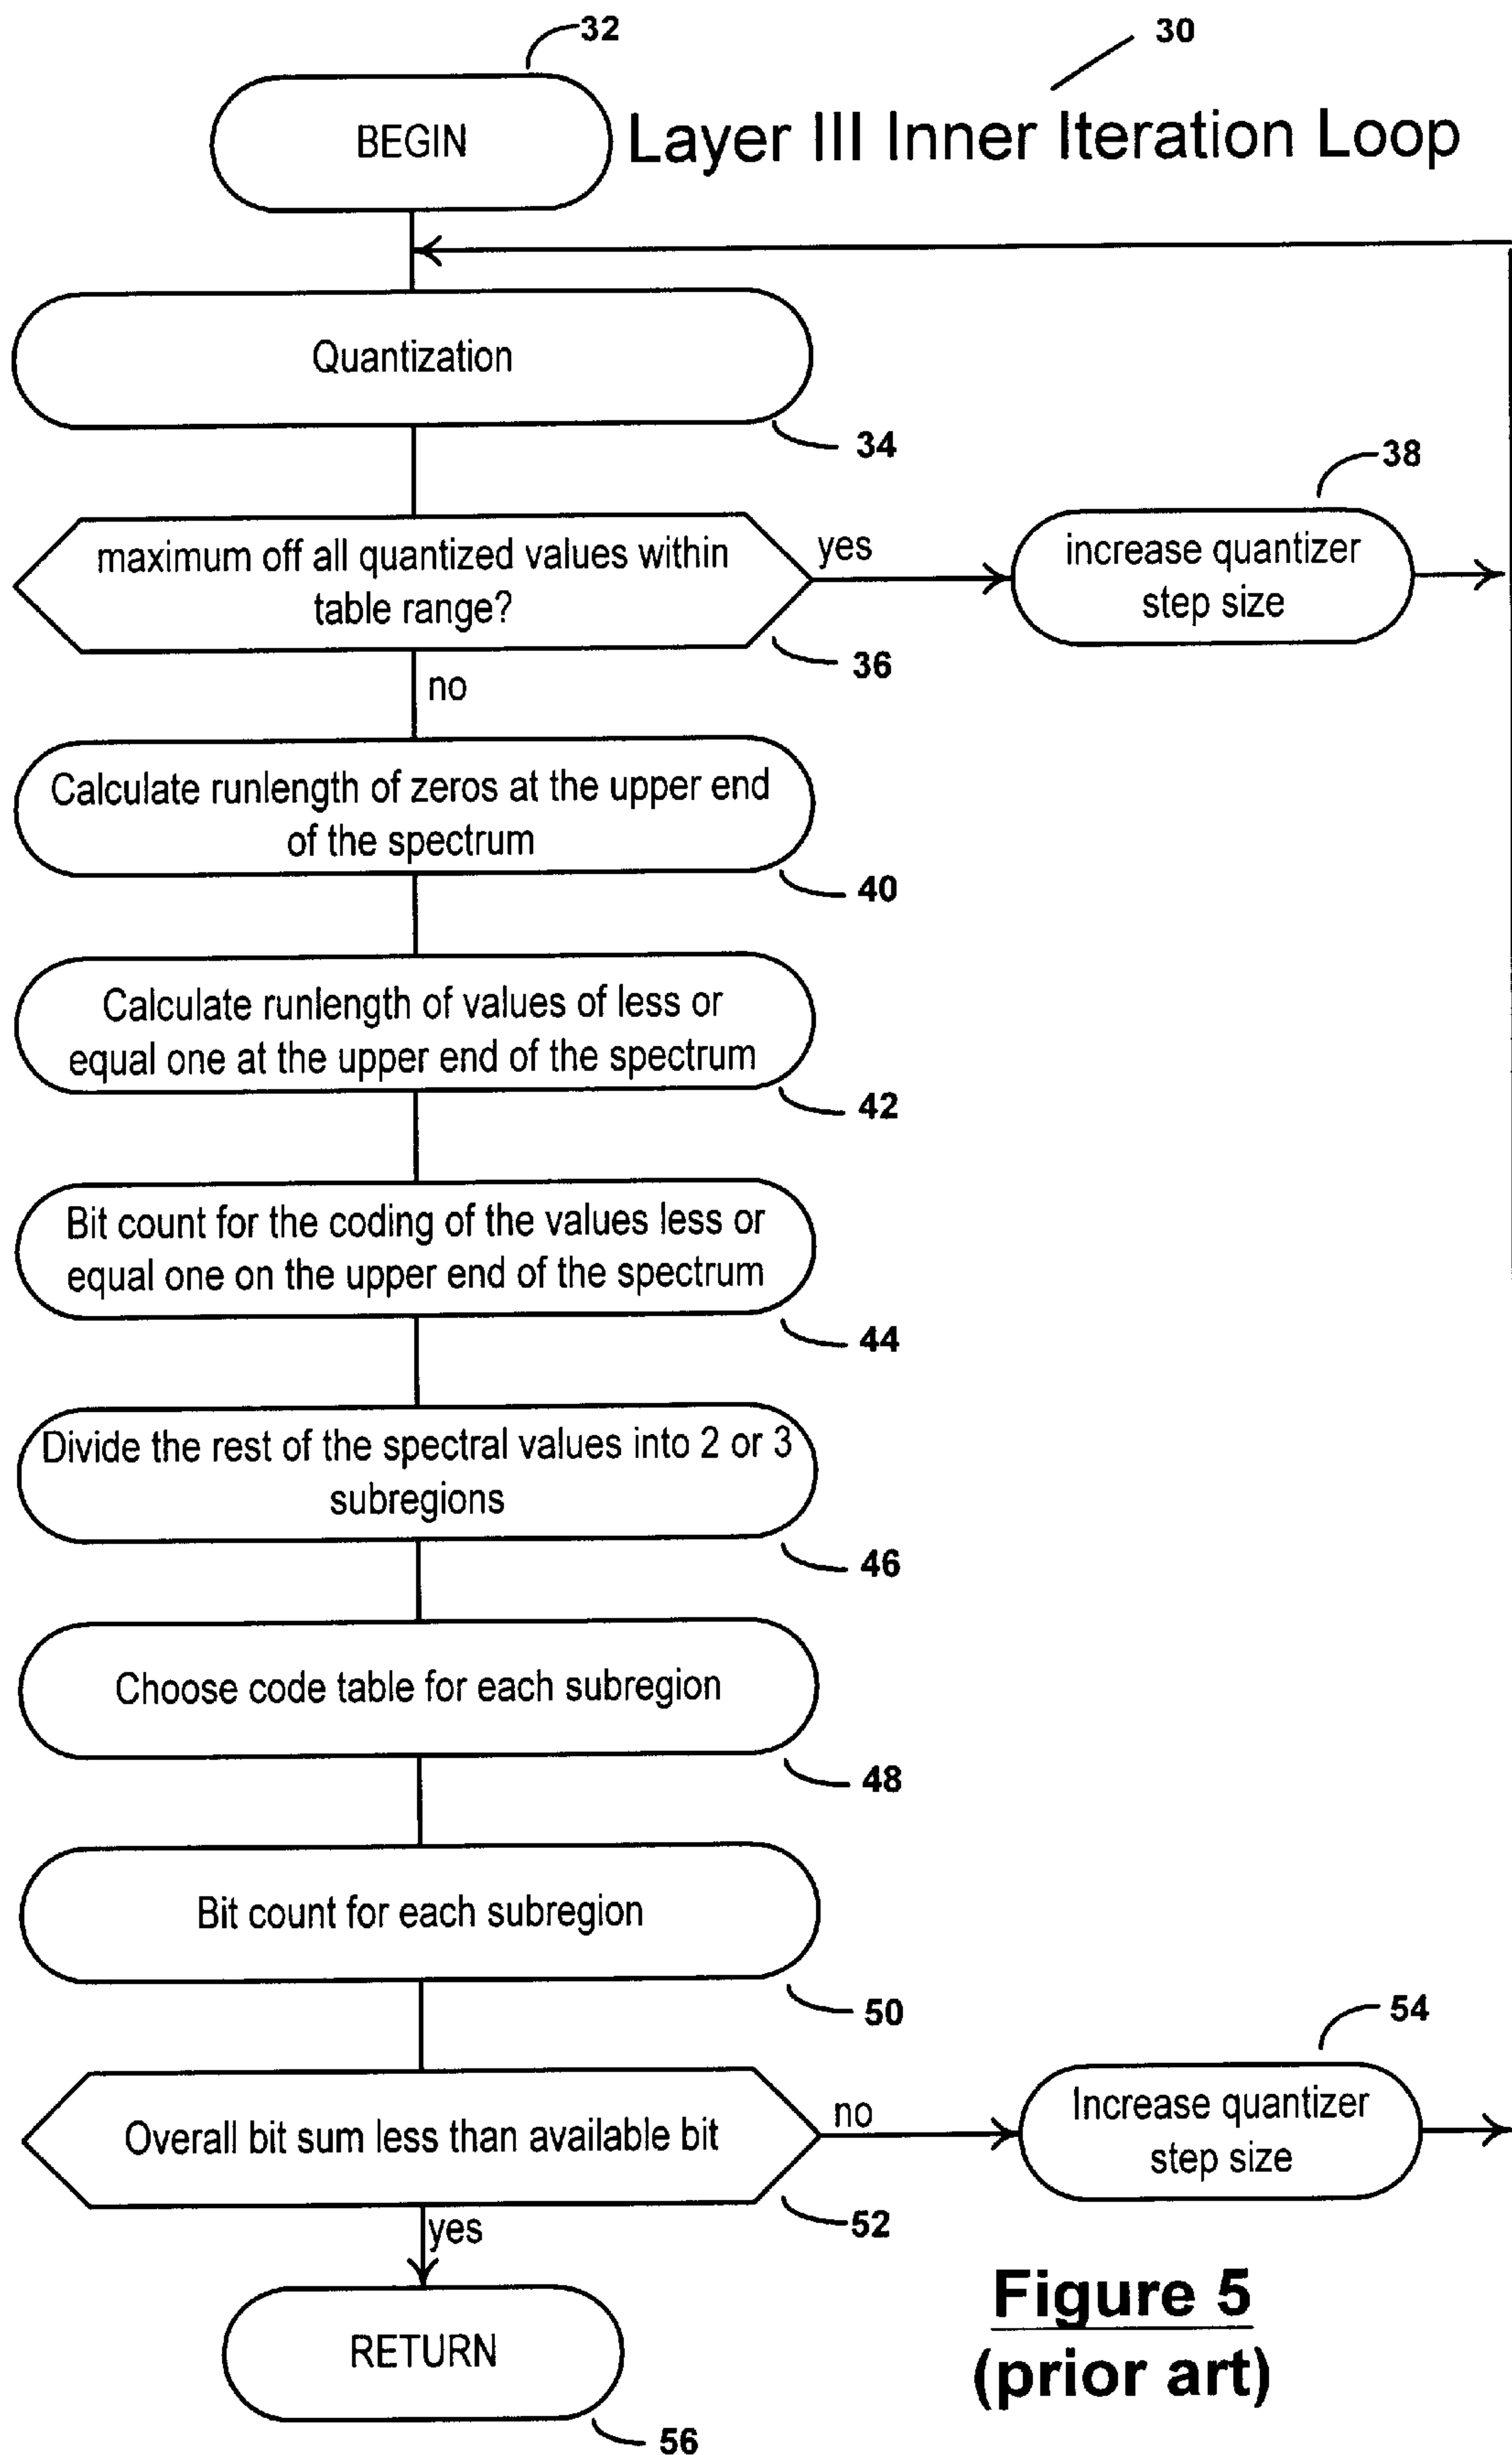 32
30
BEGIN
Layer III Inner Iteration Loop
Quantization
34
38
maximum off all quantized values within
table range?
yes
increase quantizer
step size
36
no
Calculate runlength of zeros at the upper end
of the spectrum
40
Calculate runlength of values of less or
equal one at the upper end of the spectrum
42
Bit count for the coding of the values less or
equal one on the upper end of the spectrum
44
Divide the rest of the spectral values into 2 or 3
subregions
46
Choose code table for each subregion
48
Bit count for each subregion
50
54
Overall bit sum less than available bit
no
Increase quantizer
step size
52
yes
RETURN
56
Figure 5
(prior art)